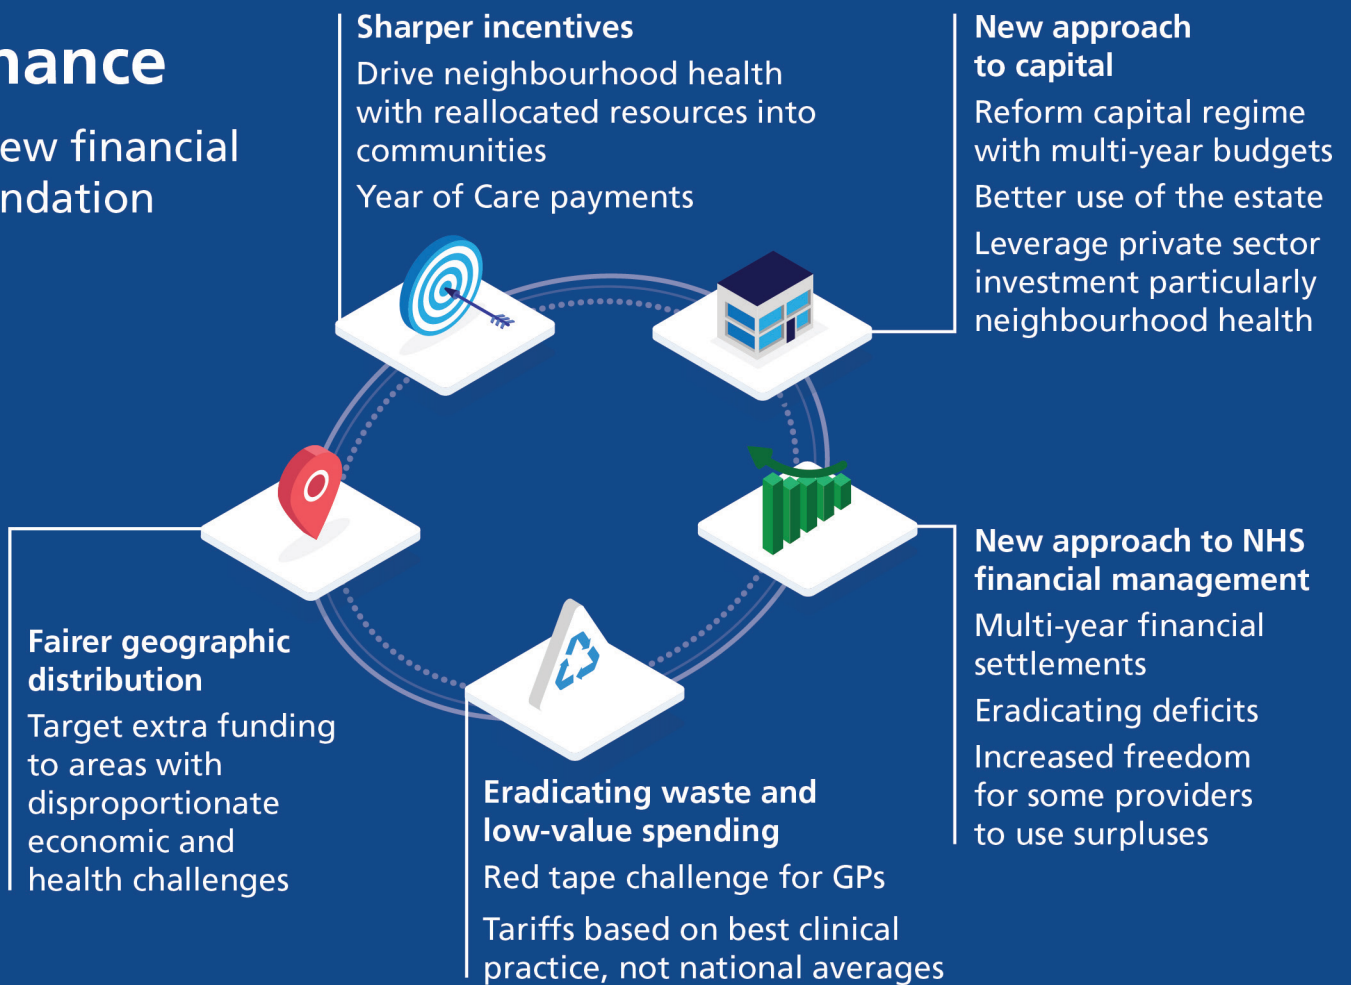 nance
ew financial
ndation
Sharper incentives
Drive neighbourhood health
with reallocated resources into
communities
Year of Care payments
New approach
to capital
Reform capital regime
with multi-year budgets
Better use of the estate
Leverage private sector
investment particularly
neighbourhood health
New approach to NHS
financial management
Multi-year financial
settlements
Eradicating deficits
Increased freedom
for some providers
to use surpluses
Eradicating waste and
low-value spending
Red tape challenge for GPs
Tariffs based on best clinical
practice, not national averages
Fairer geographic
distribution
Target extra funding
to areas with
disproportionate
economic and
health challenges